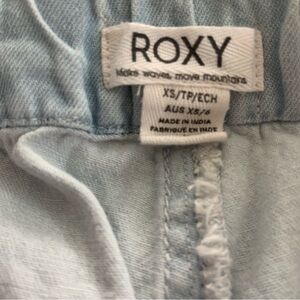 ROXY
Make waves, move mountains
XS/TP/ECH
AUS XS/6
MADE IN INDIA
FABRIQUE EN INDE